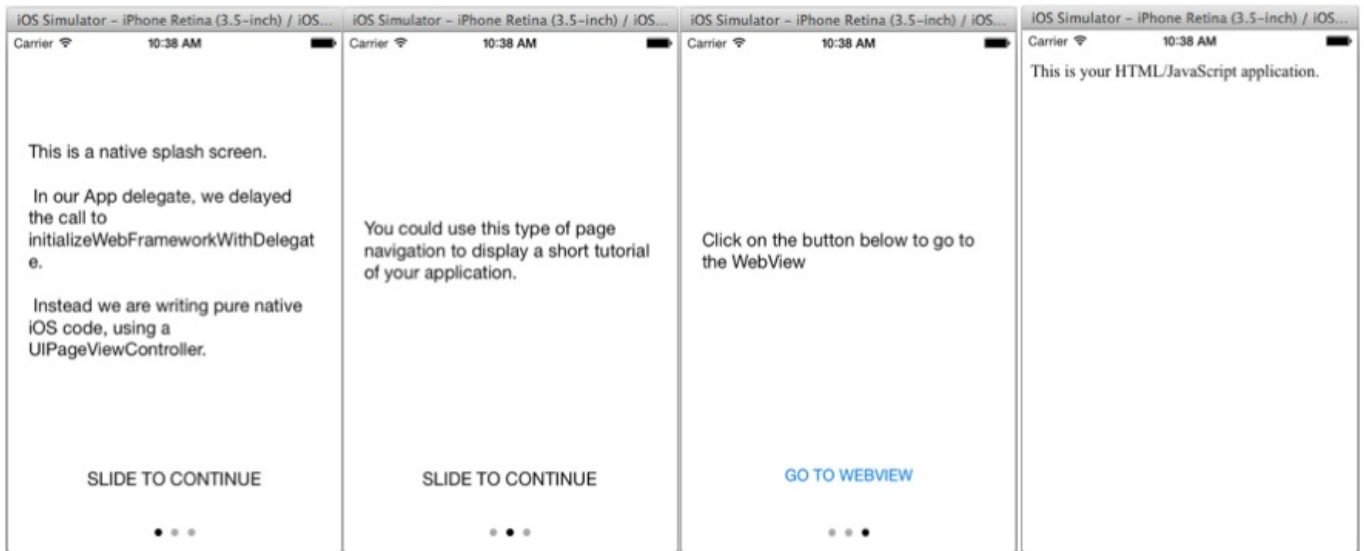 iOS Simulator – iPhone Retina (3.5-inch) / iOS...
Carrier 10:38 AM
This is a native splash screen.
In our App delegate, we delayed
the call to
initializeWebFrameworkWithDelegat
e.
Instead we are writing pure native
iOS code, using a
UIPageViewController.
SLIDE TO CONTINUE
iOS Simulator – iPhone Retina (3.5-inch) / iOS...
Carrier 10:38 AM
You could use this type of page
navigation to display a short tutorial
of your application.
SLIDE TO CONTINUE
iOS Simulator – iPhone Retina (3.5-inch) / iOS...
Carrier 10:38 AM
Click on the button below to go to
the WebView
GO TO WEBVIEW
iOS Simulator – iPhone Retina (3.5-inch) / iOS...
Carrier 10:38 AM
This is your HTML/JavaScript application.